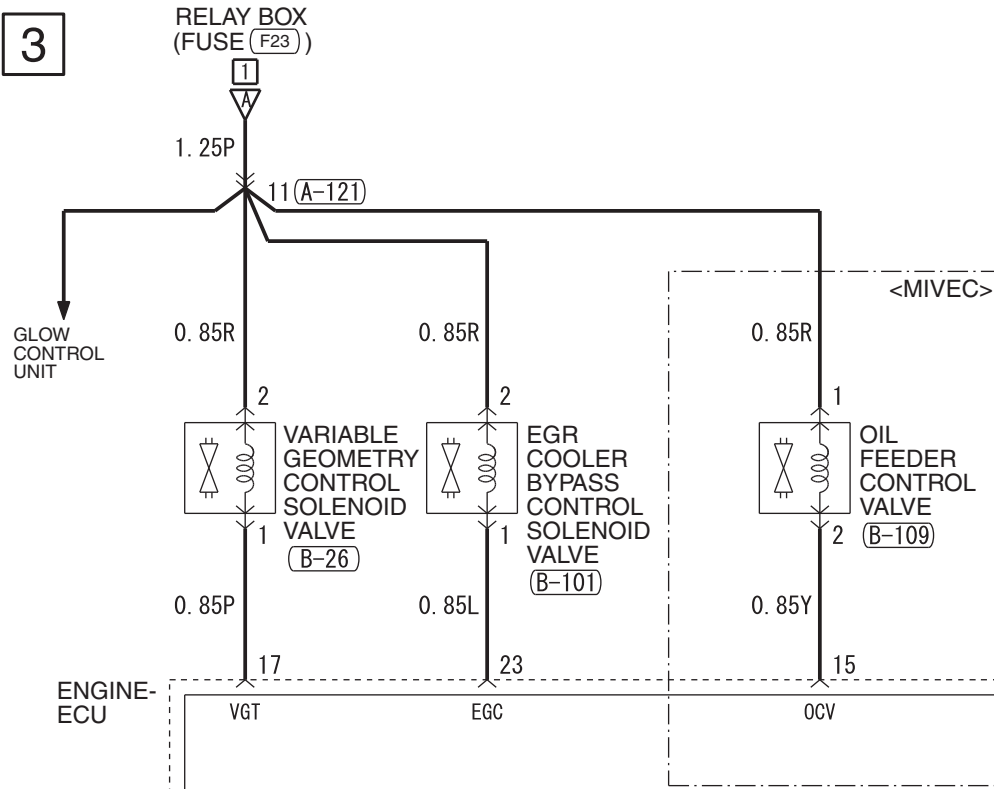 3
RELAY BOX
(FUSE F23)
1
A
1.25P
11 A-121
<MIVEC>
GLOW
CONTROL
UNIT
0.85R
0.85R
0.85R
2
2
1
VARIABLE
GEOMETRY
CONTROL
SOLENOID
VALVE
B-26
EGR
COOLER
BYPASS
CONTROL
SOLENOID
VALVE
B-101
OIL
FEEDER
CONTROL
VALVE
B-109
1
1
2
0.85P
0.85L
0.85Y
17
23
15
ENGINE-
ECU
VGT
EGC
OCV